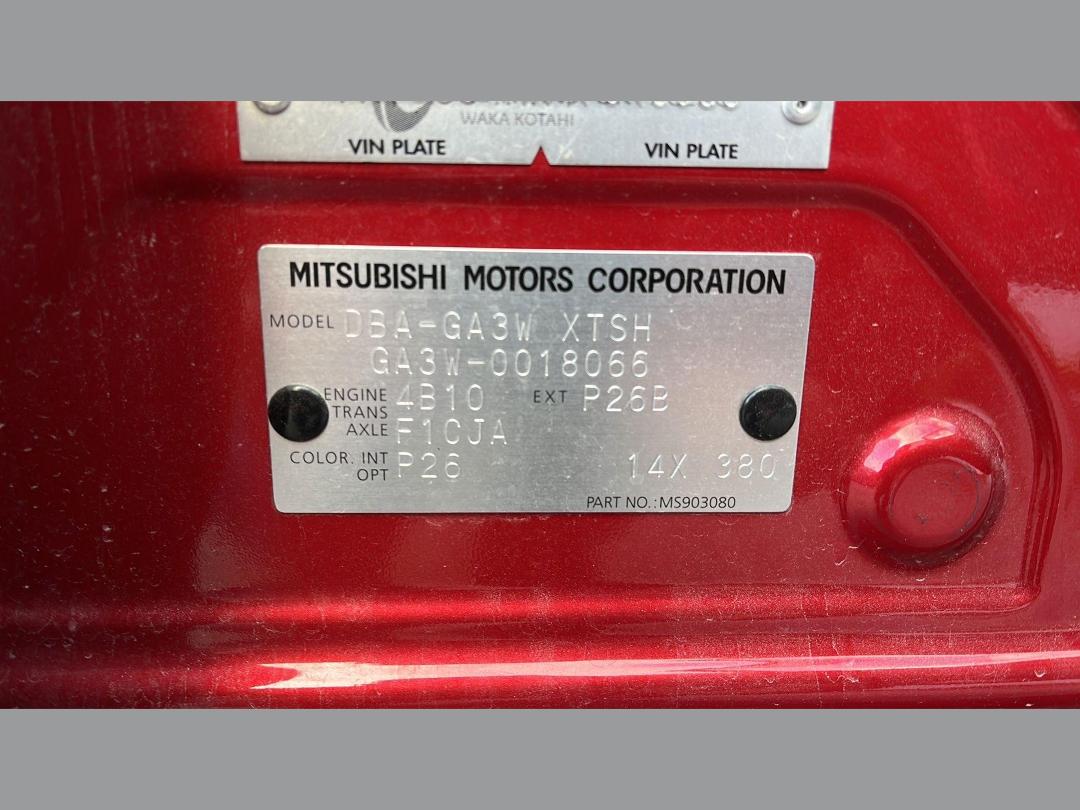 WAKA KOTAHI
VIN PLATE VIN PLATE
MITSUBISHI MOTORS CORPORATION
MODEL DBA-GA3W XTSH
GA3W-0018066
ENGINE 4B10 EXT P26B
TRANS
AXLE F1CJA
COLOR. INT P26 14X 380
OPT
PART NO.: MS903080